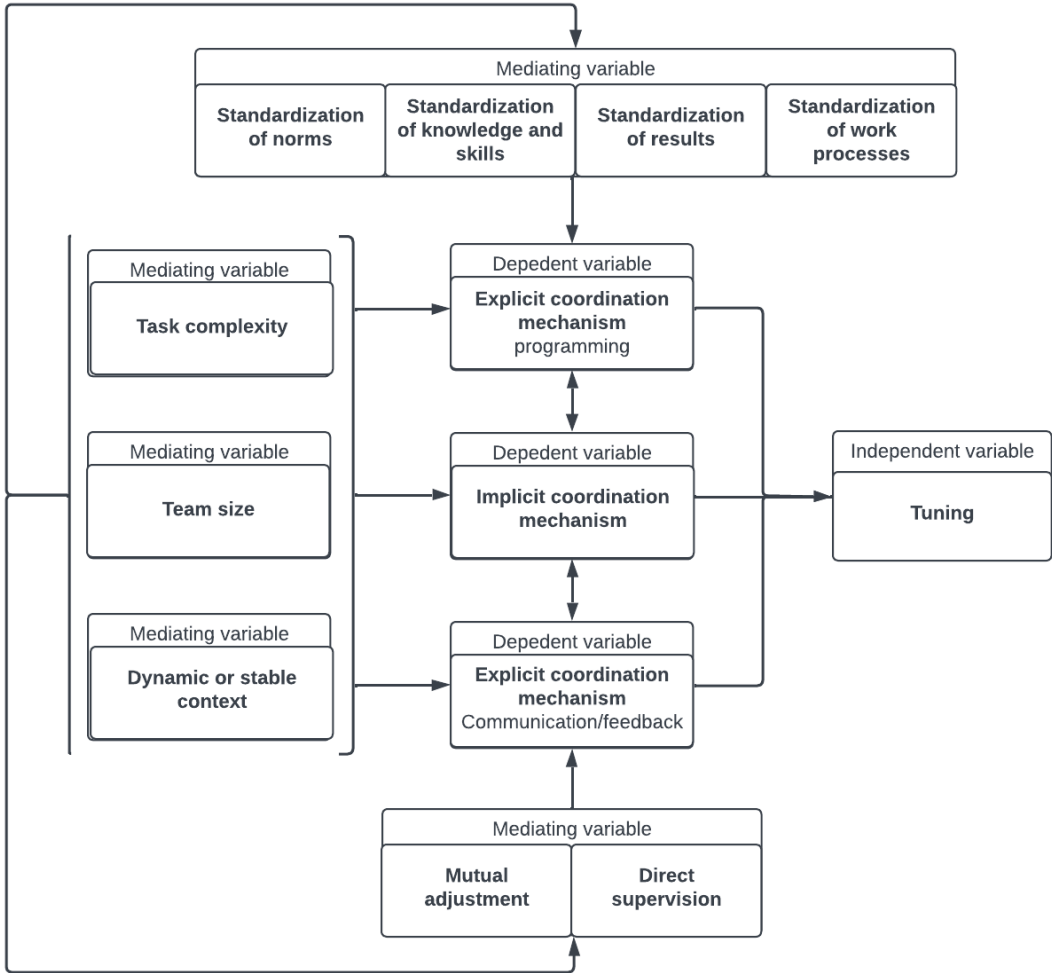 Mediating variable
Standardization
of norms
Standardization
of knowledge and
skills
Standardization
of results
Standardization
of work
processes
Mediating variable
Task complexity
Depedent variable
Explicit coordination
mechanism
programming
Mediating variable
Team size
Depedent variable
Implicit coordination
mechanism
Independent variable
Tuning
Mediating variable
Dynamic or stable
context
Depedent variable
Explicit coordination
mechanism
Communication/feedback
Mediating variable
Mutual
adjustment
Direct
supervision